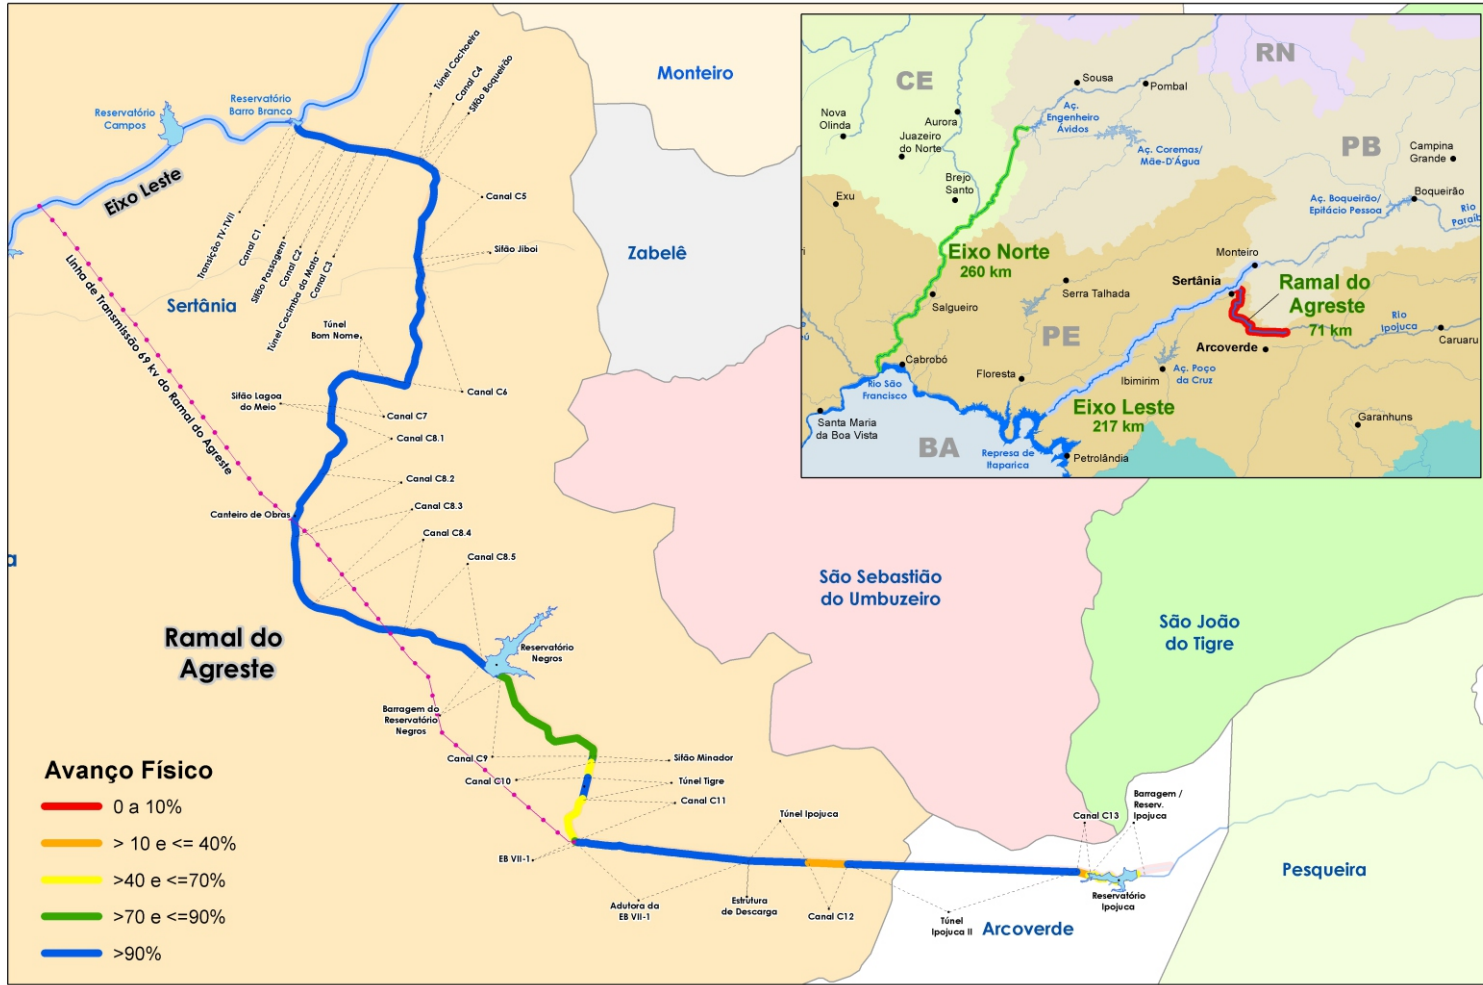 Monteiro
Reservatório
Campos
Reservatório
Barro Branco
Túnel Cachoeira
Canal C4
Sifão Boqueirão
Eixo Leste
Canal C5
Transição TV-TVII
Canal C1
Sifão Passagem
Canal C2
Túnel Cacimba da Mata
Canal C3
Sifão Jiboi
Zabelê
Sertânia
Linha de Transmissão 69 kv do Ramal do Agreste
Túnel
Bom Nome
Canal C6
Sifão Lagoa
do Meio
Canal C7
Canal C8.1
Canal C8.2
Canal C8.3
Canteiro de Obras
Canal C8.4
Canal C8.5
a
São Sebastião
do Umbuzeiro
São João
do Tigre
Ramal do
Agreste
Reservatório
Negros
Barragem do
Reservatório
Negros
Canal C9
Sifão Minador
Canal C10
Túnel Tigre
Canal C11
Túnel Ipojuca
Canal C13
Barragem /
Reserv.
Ipojuca
EB VII-1
Adutora da
EB VII-1
Estrutura
de Descarga
Canal C12
Túnel
Ipojuca II
Reservatório
Ipojuca
Arcoverde
Pesqueira
Avanço Físico
0 a 10%
> 10 e <= 40%
>40 e <=70%
>70 e <=90%
>90%
CE
RN
Sousa
Pombal
Nova
Olinda
Aurora
Juazeiro
do Norte
Aç.
Engenheiro
Ávidos
Aç. Coremas/
Mãe-D'Água
PB
Campina
Grande
Brejo
Santo
Exu
Aç. Boqueirão/
Epitácio Pessoa
Boqueirão
Rio
Paraib
ri
Eixo Norte
260 km
Monteiro
Sertânia
Serra Talhada
Ramal do
Agreste
71 km
Salgueiro
PE
Rio
Ipojuca
Caruaru
Arcoverde
Cabrobó
Floresta
Aç. Poço
da Cruz
Ibimirim
Rio São
Francisco
Eixo Leste
217 km
Santa Maria
da Boa Vista
Garanhuns
BA
Represa de
Itaparica
Petrolândia